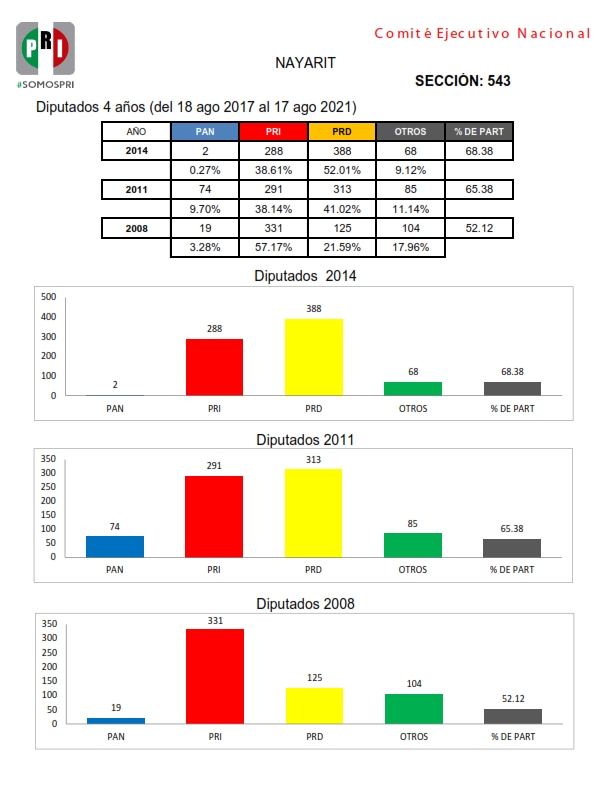 Comité Ejecutivo Nacional
PRI
#SOMOSPRI
NAYARIT
SECCIÓN: 543
Diputados 4 años (del 18 ago 2017 al 17 ago 2021)
AÑO PAN PRI PRD OTROS % DE PART
2014 2 288 388 68 68.38
0.27% 38.61% 52.01% 9.12%
2011 74 291 313 85 65.38
9.70% 38.14% 41.02% 11.14%
2008 19 331 125 104 52.12
3.28% 57.17% 21.59% 17.96%
Diputados 2014
500
400
300
200
100
0
2 288 388 68 68.38
PAN PRI PRD OTROS % DE PART
Diputados 2011
350
300
250
200
150
100
50
0
74 291 313 85 65.38
PAN PRI PRD OTROS % DE PART
Diputados 2008
350
300
250
200
150
100
50
0
19 331 125 104 52.12
PAN PRI PRD OTROS % DE PART